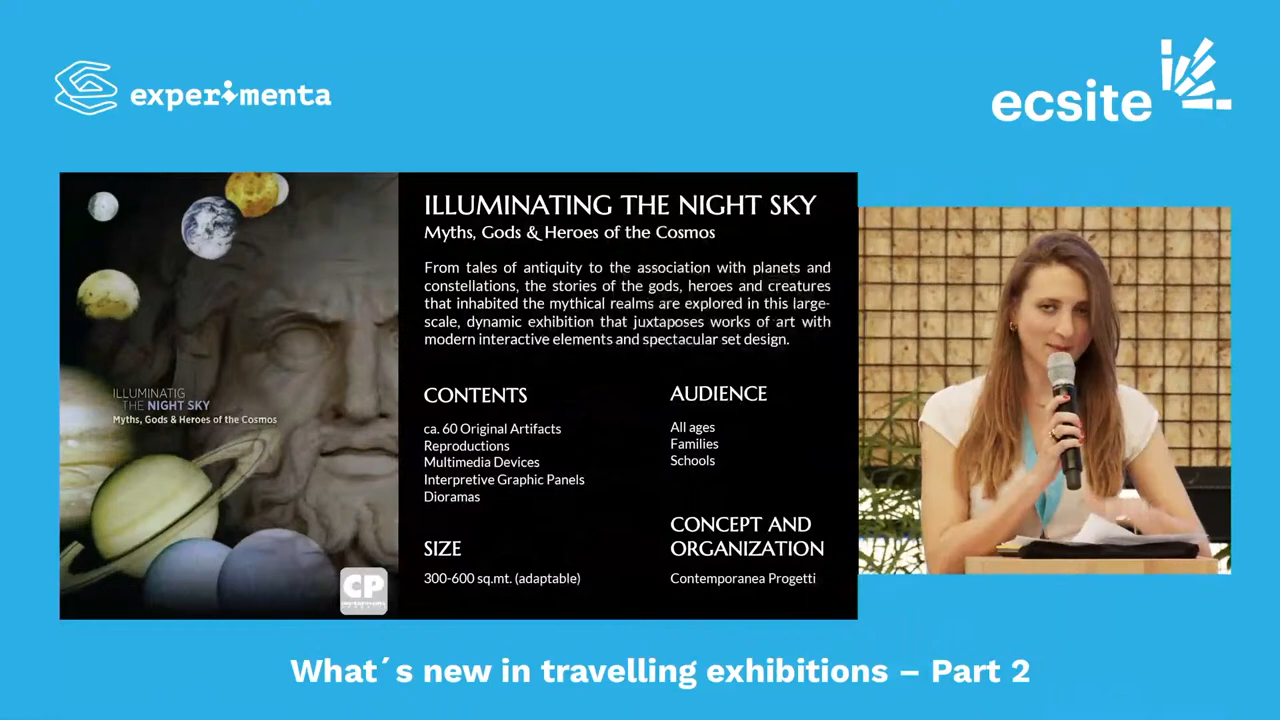 experimenta
ecsite
ILLUMINATIG
THE NIGHT SKY
Myths, Gods & Heroes of the Cosmos
CP
ILLUMINATING THE NIGHT SKY
Myths, Gods & Heroes of the Cosmos
From tales of antiquity to the association with planets and
constellations, the stories of the gods, heroes and creatures
that inhabited the mythical realms are explored in this large-
scale, dynamic exhibition that juxtaposes works of art with
modern interactive elements and spectacular set design.
CONTENTS
ca. 60 Original Artifacts
Reproductions
Multimedia Devices
Interpretive Graphic Panels
Dioramas
AUDIENCE
All ages
Families
Schools
SIZE
300-600 sq.mt. (adaptable)
CONCEPT AND
ORGANIZATION
Contemporanea Progetti
What´s new in travelling exhibitions – Part 2